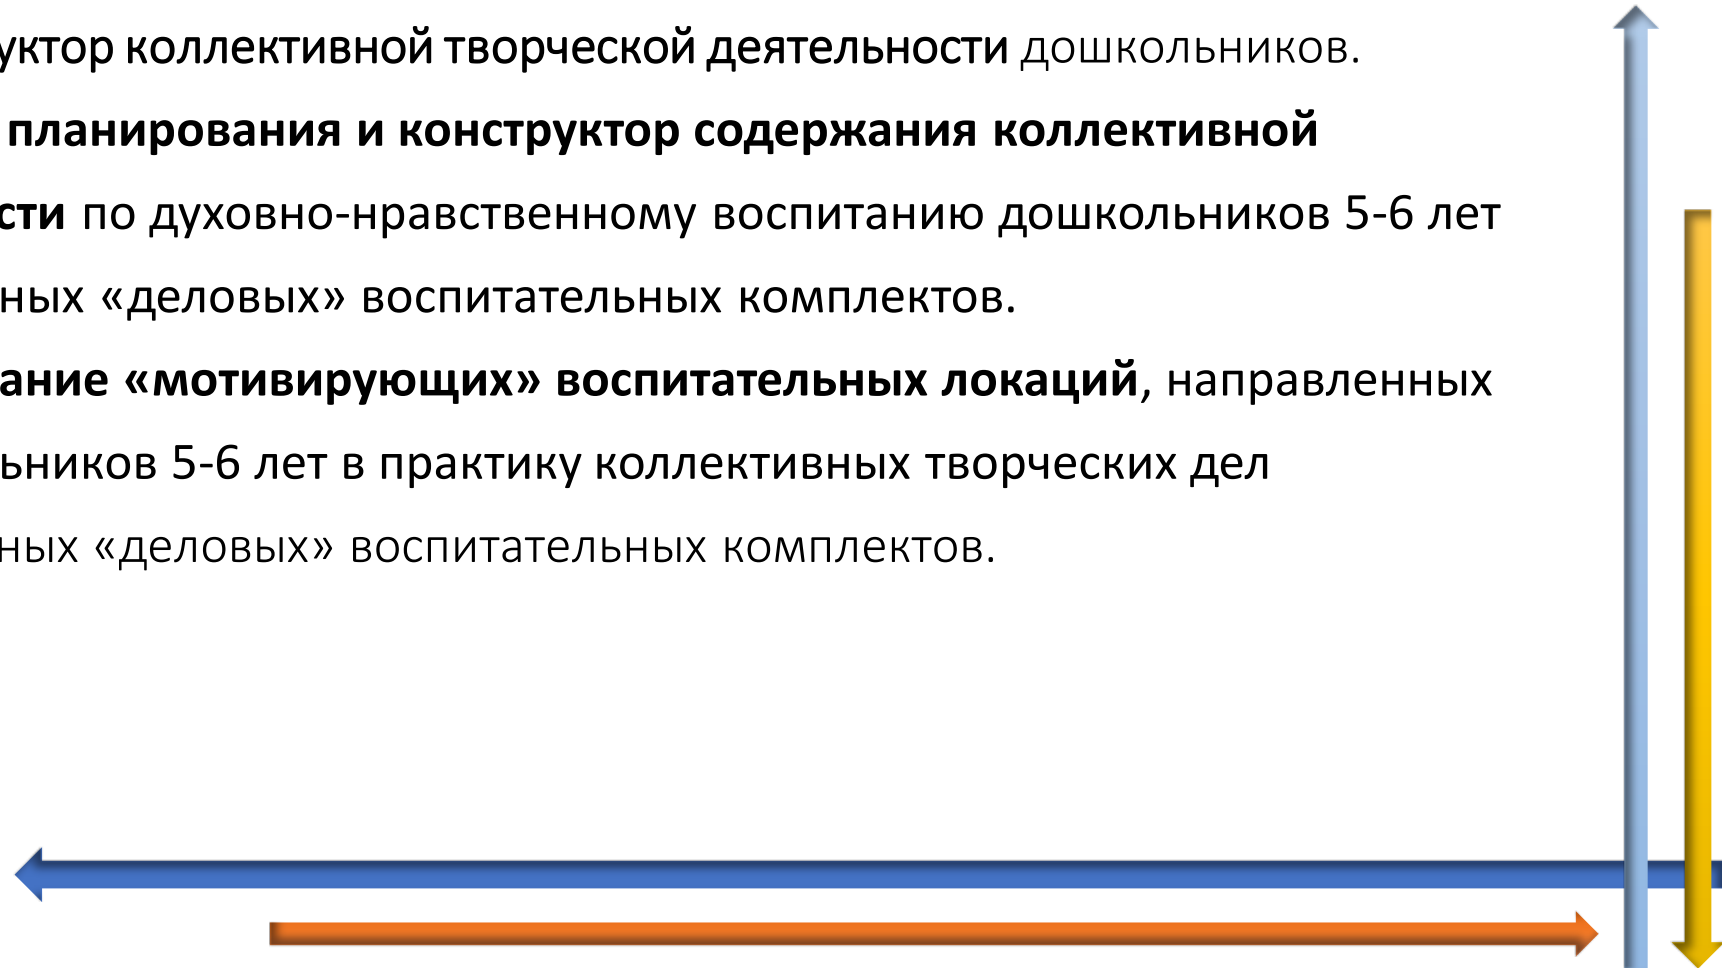 уктор коллективной творческой деятельности дошкольников.
планирования и конструктор содержания коллективной
сти по духовно-нравственному воспитанию дошкольников 5-6 лет
ных «деловых» воспитательных комплектов.
ание «мотивирующих» воспитательных локаций, направленных
ьников 5-6 лет в практику коллективных творческих дел
ных «деловых» воспитательных комплектов.